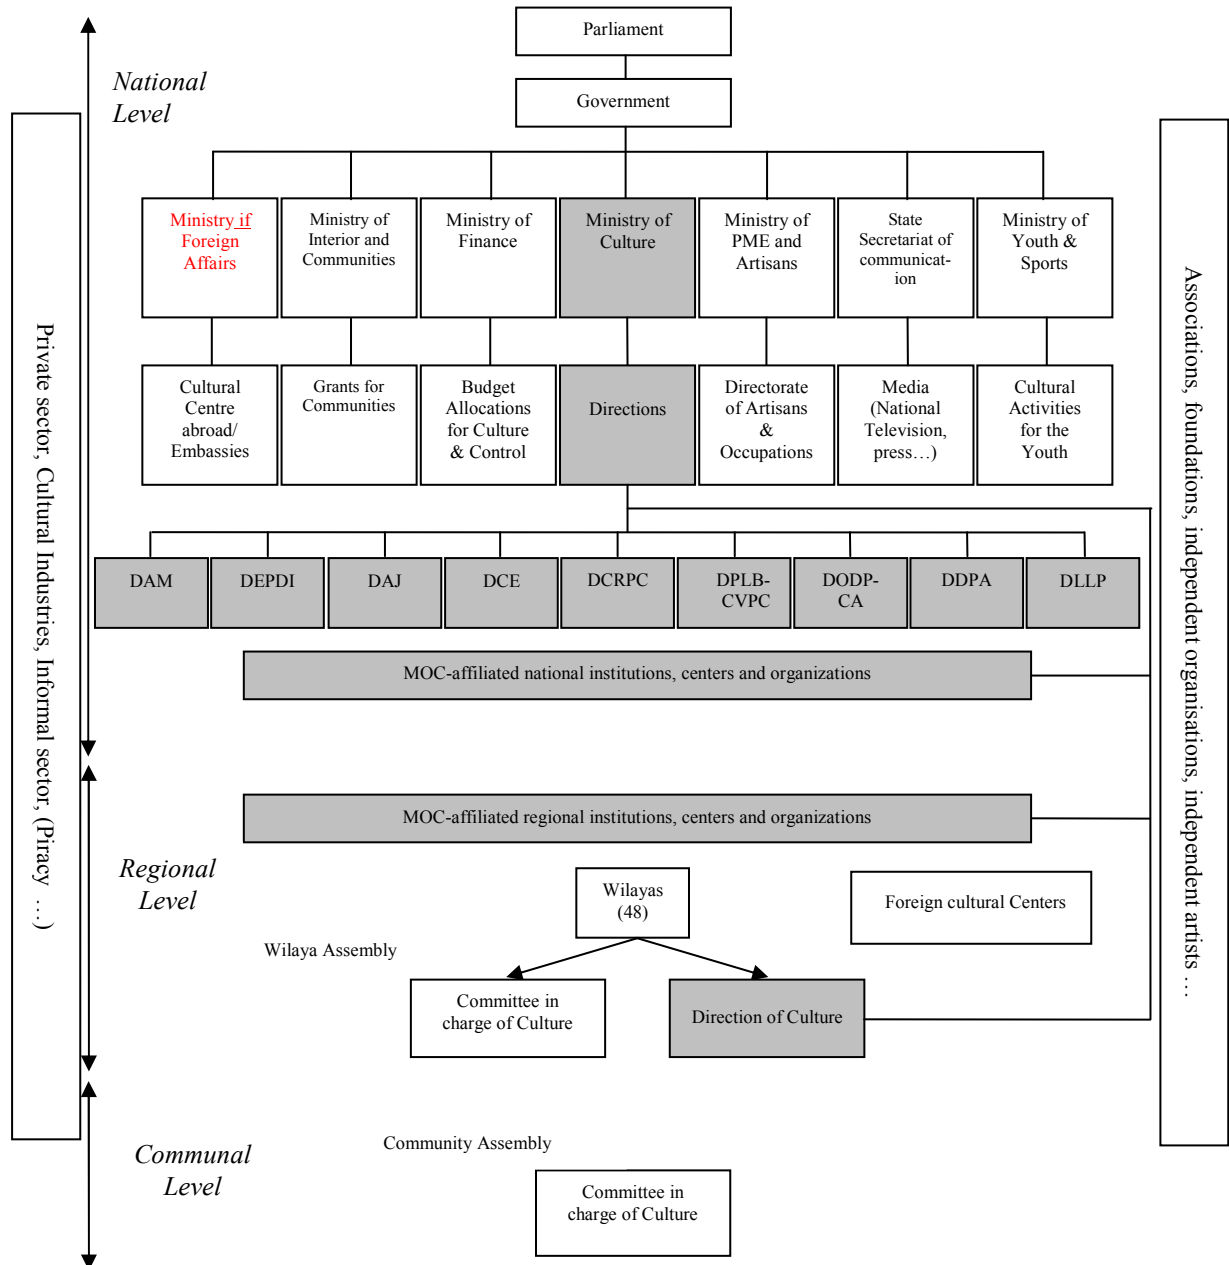 Parliament
National
Level
Government
Ministry if
Foreign
Affairs
Ministry of
Interior and
Communities
Ministry of
Finance
Ministry of
Culture
Ministry of
PME and
Artisans
State
Secretariat of
communicat-
ion
Ministry of
Youth &
Sports
Cultural
Centre
abroad/
Embassies
Grants for
Communities
Budget
Allocations
for Culture
& Control
Directions
Directorate
of Artisans
&
Occupations
Media
(National
Television,
press…)
Cultural
Activities
for the
Youth
DAM
DEPDI
DAJ
DCE
DCRPC
DPLB-
CVPC
DODP-
CA
DDPA
DLLP
MOC-affiliated national institutions, centers and organizations
MOC-affiliated regional institutions, centers and organizations
Regional
Level
Wilayas
(48)
Foreign cultural Centers
Wilaya Assembly
Committee in
charge of Culture
Direction of Culture
Communal
Level
Community Assembly
Committee in
charge of Culture
Private sector, Cultural Industries, Informal sector, (Piracy …)
Associations, foundations, independent organisations, independent artists …